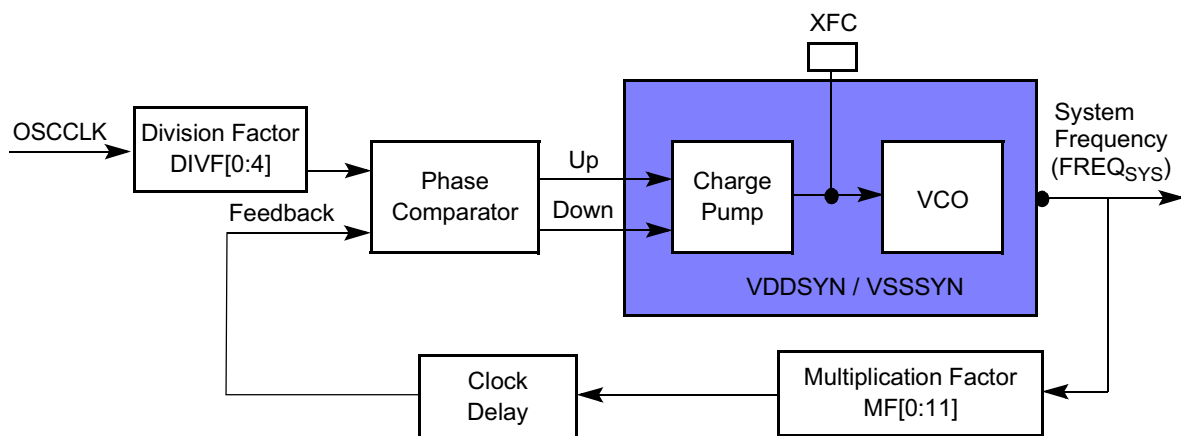 XFC
OSCCLK
Division Factor
DIVF[0:4]
Feedback
Phase
Comparator
Up
Down
Charge
Pump
VCO
VDDSYN / VSSSYN
System
Frequency
(FREQSYS)
Clock
Delay
Multiplication Factor
MF[0:11]